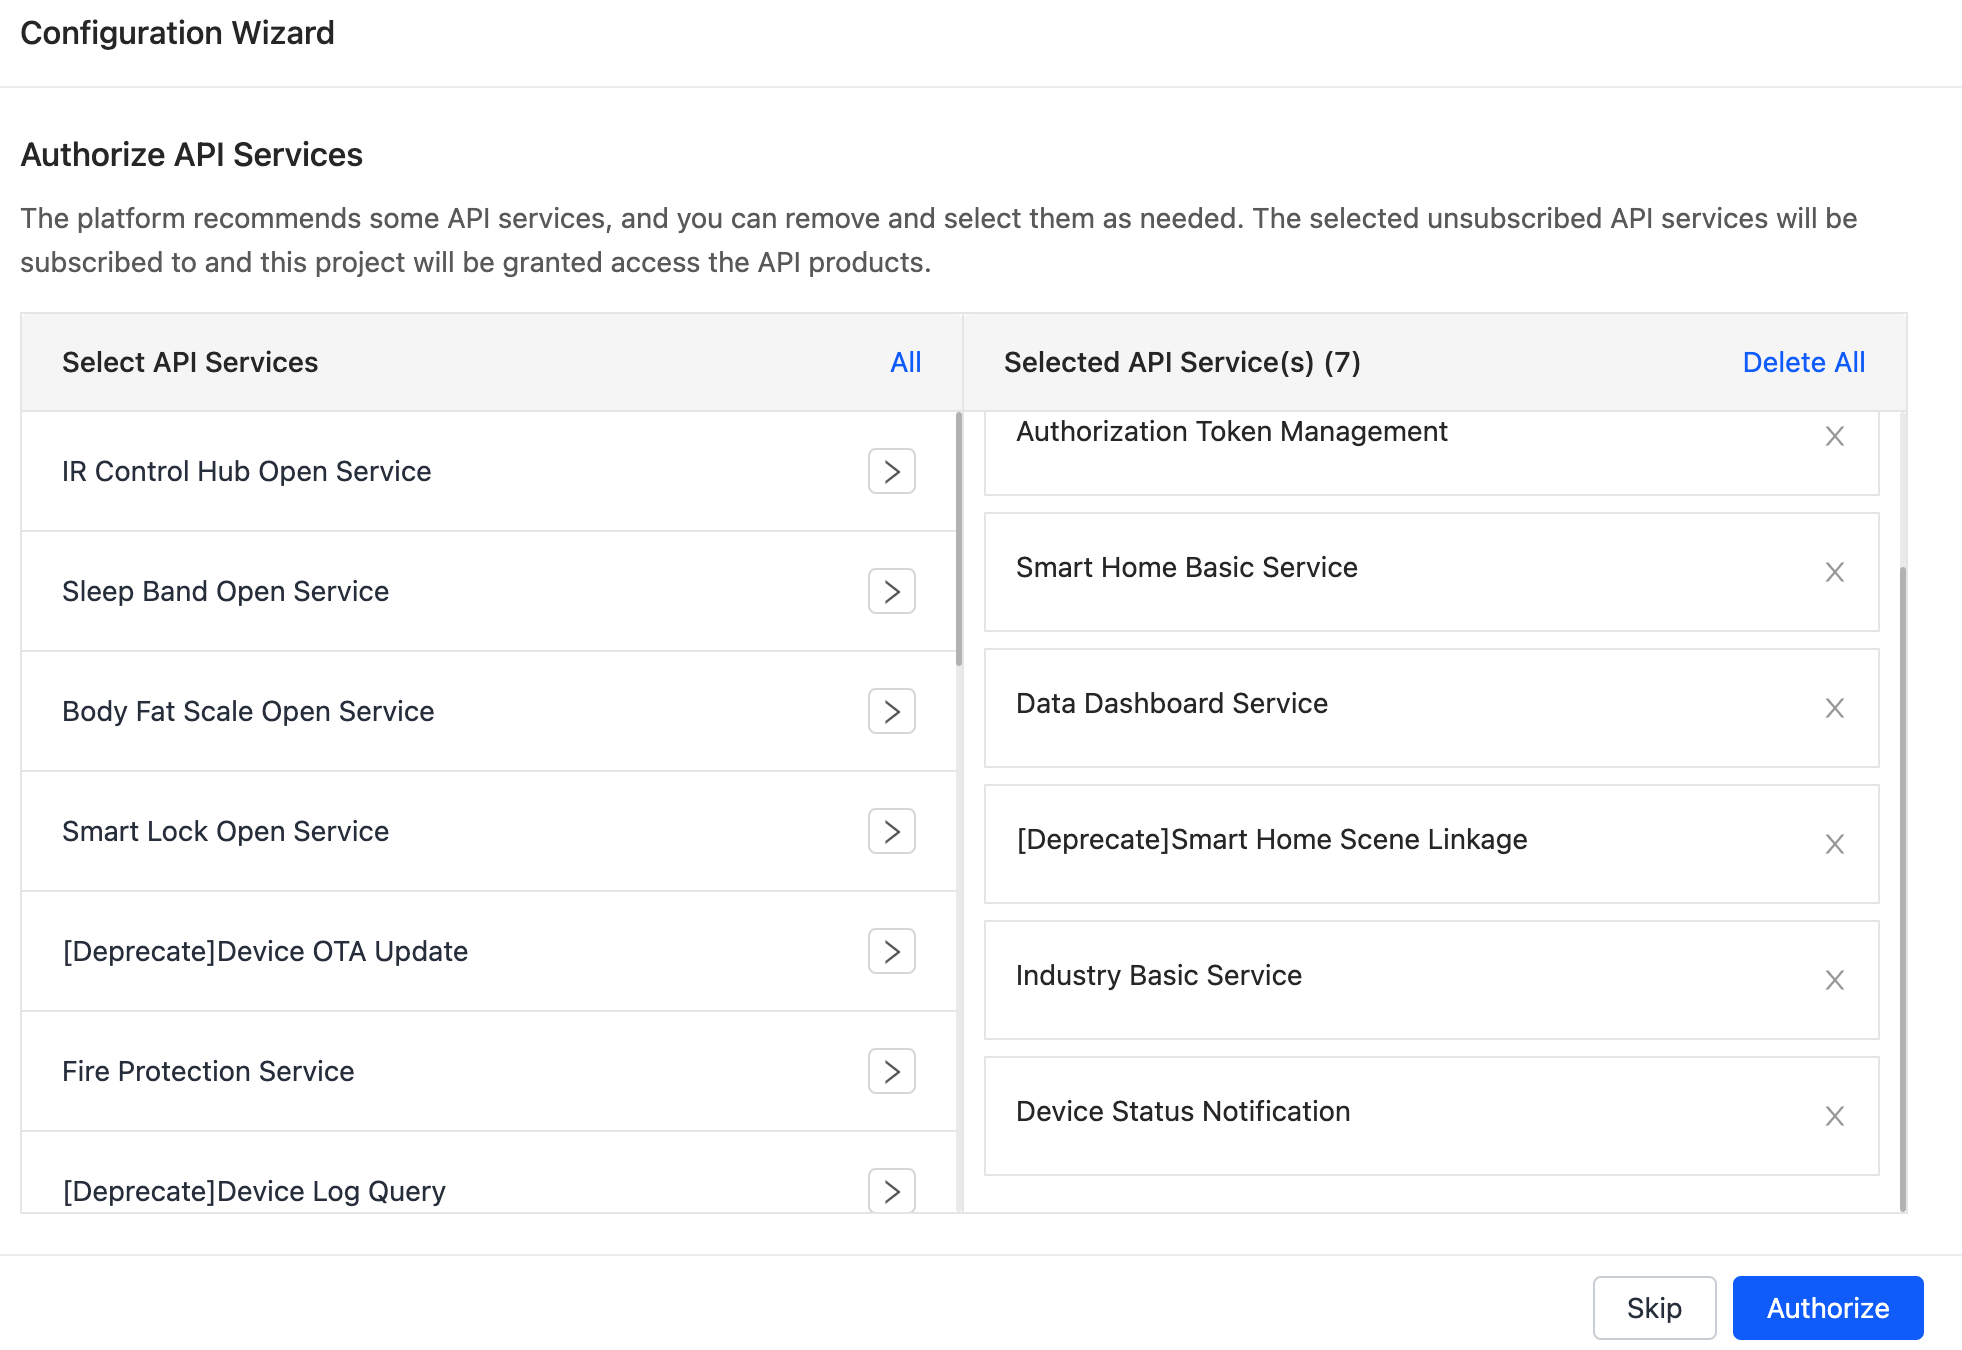 Configuration Wizard
Authorize API Services
The platform recommends some API services, and you can remove and select them as needed. The selected unsubscribed API services will be
subscribed to and this project will be granted access the API products.
Select API Services
All
IR Control Hub Open Service
Sleep Band Open Service
Body Fat Scale Open Service
Smart Lock Open Service
[Deprecate]Device OTA Update
Fire Protection Service
[Deprecate]Device Log Query
Selected API Service(s) (7)
Delete All
Authorization Token Management
Smart Home Basic Service
Data Dashboard Service
[Deprecate]Smart Home Scene Linkage
Industry Basic Service
Device Status Notification
Skip
Authorize